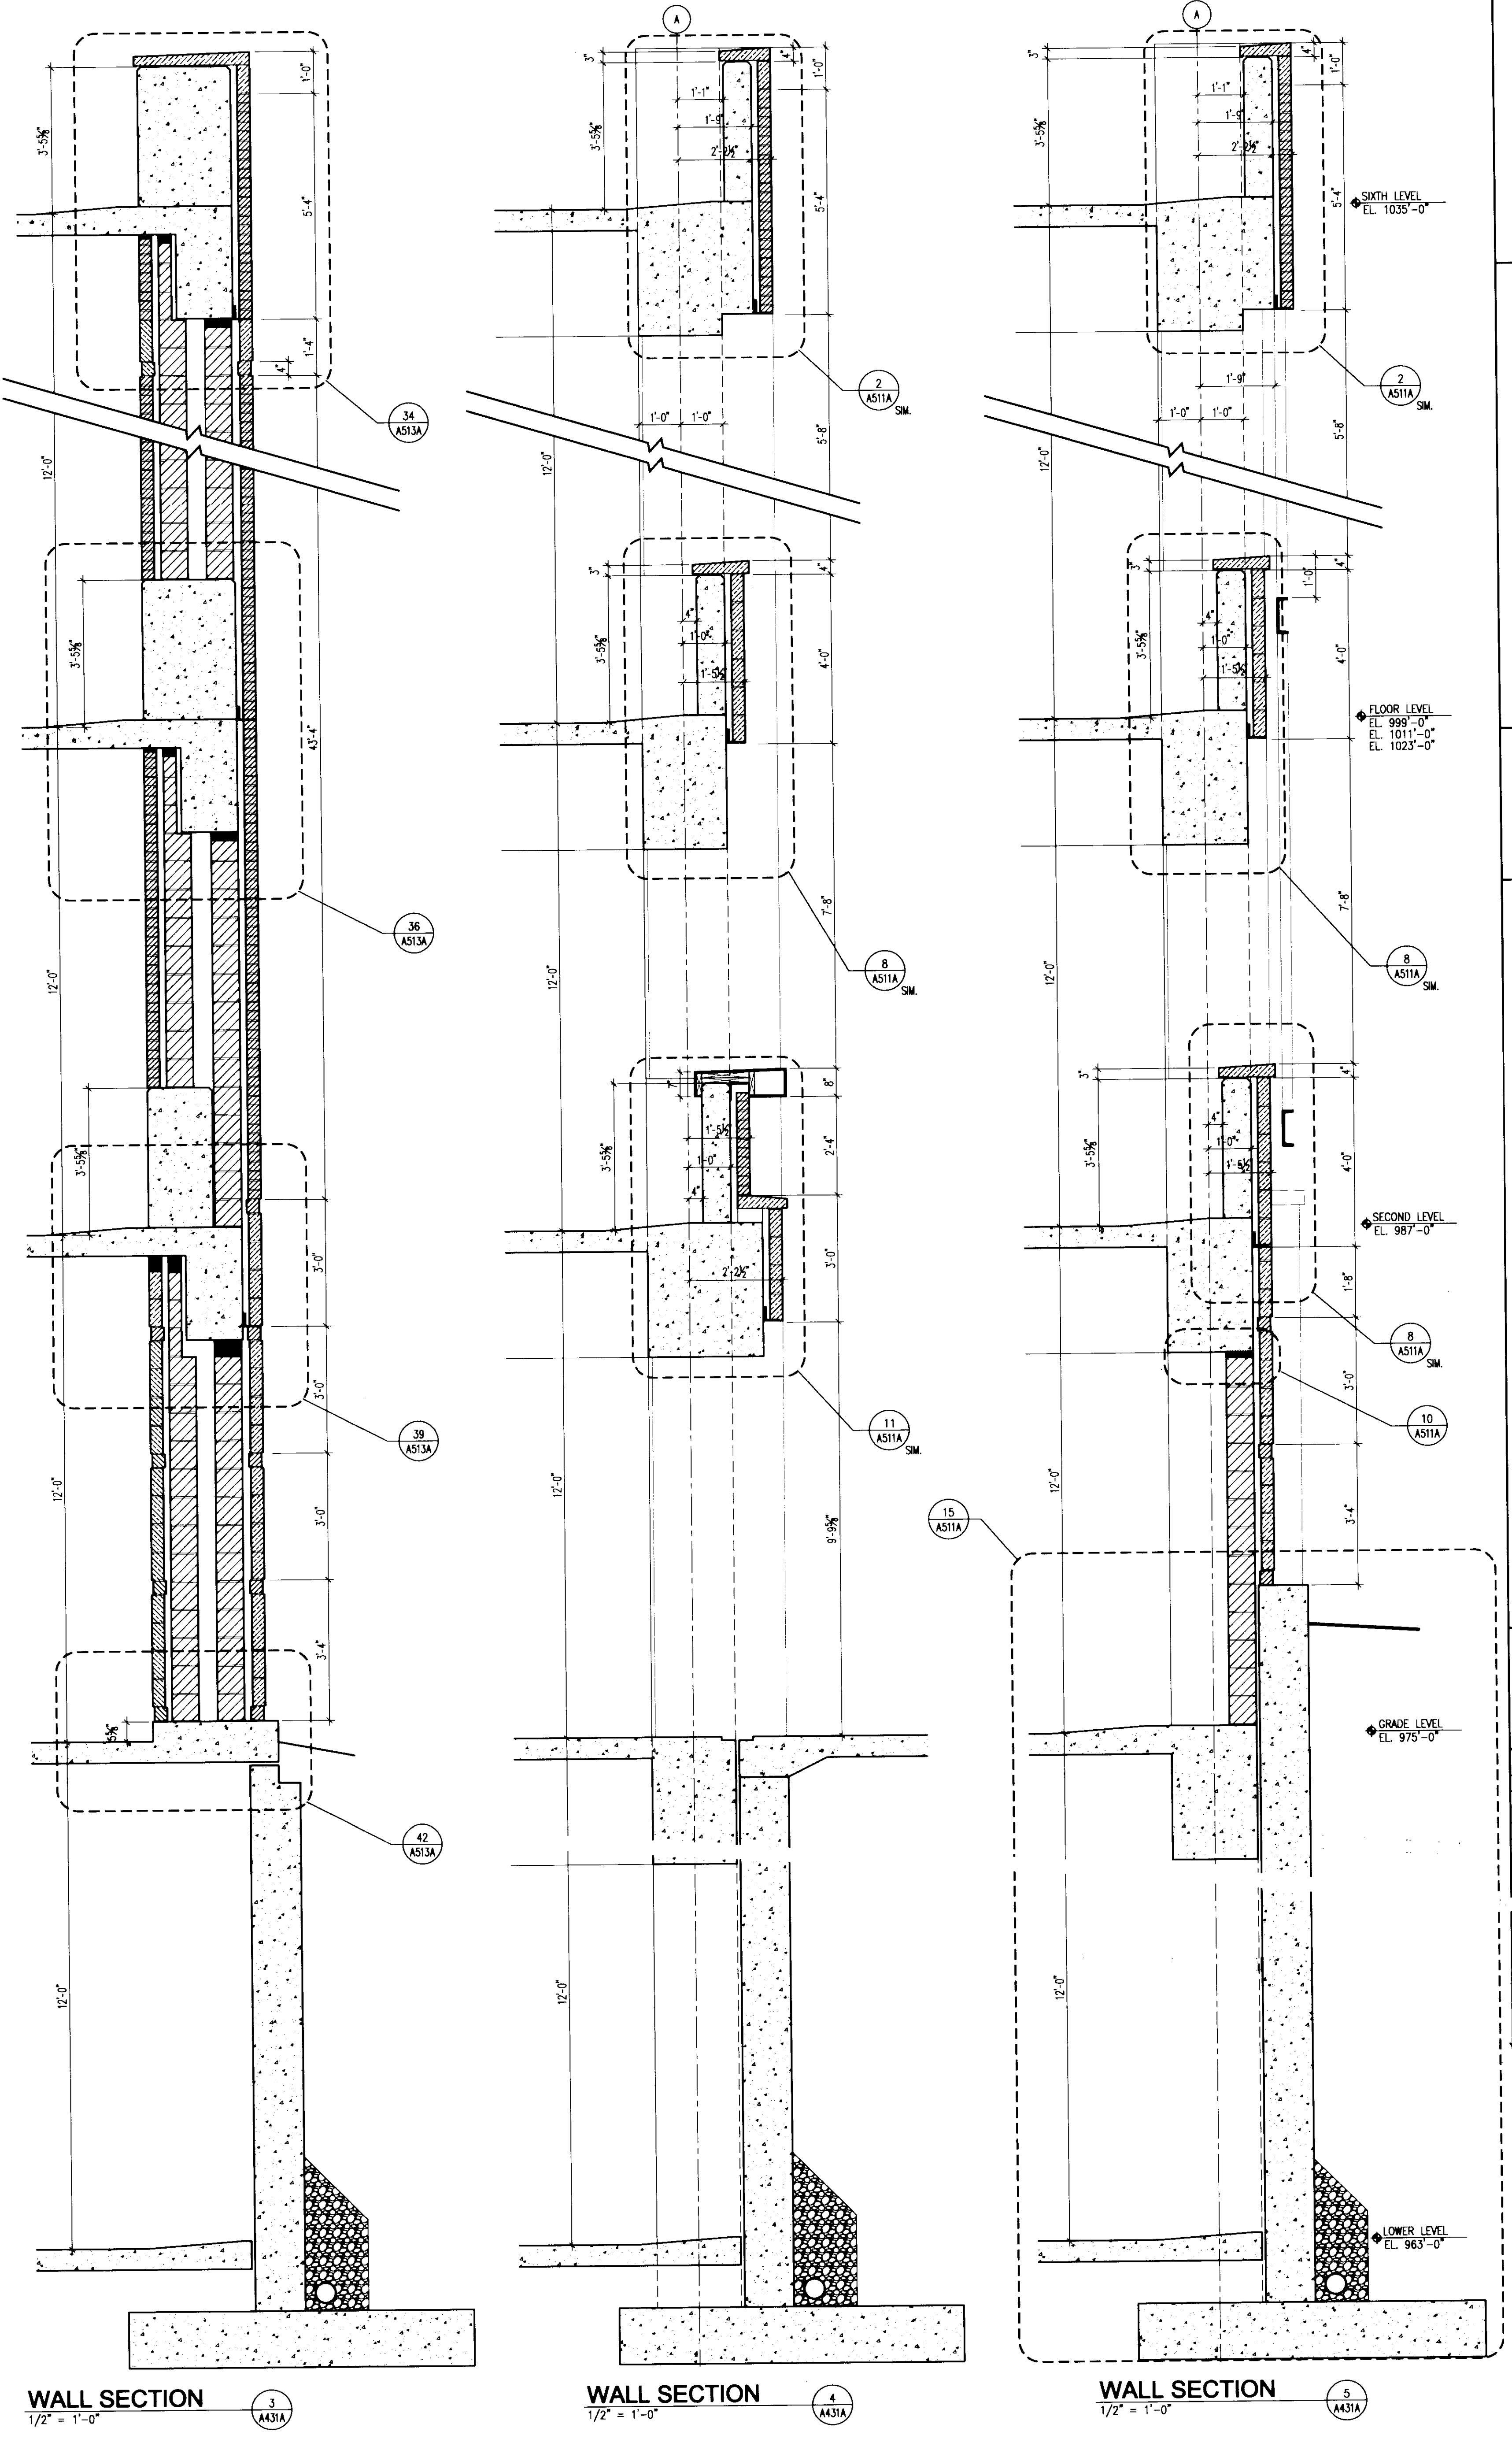 A
A
3'-5⅝"
1'-0"
5'-4"
1'-4"
4"
34
A513A
12'-0"
3'-5⅝"
43'-4"
36
A513A
12'-0"
3'-5⅝"
3'-0"
3'-0"
39
A513A
12'-0"
3'-0"
3'-4"
5⅝"
42
A513A
12'-0"
WALL SECTION
1/2" = 1'-0"
3
A431A
3"
4"
1'-0"
3'-5⅝"
1'-1"
1'-9"
2'-2½"
5'-4"
2
A511A
SIM.
1'-0"
1'-0"
5'-8"
12'-0"
3"
4"
3'-5⅝"
4"
1'-0"
1'-5½"
4'-0"
7'-8"
8
A511A
SIM.
12'-0"
7"
8"
3'-5⅝"
1'-5½"
1'-0"
4"
2'-4"
2'-2½"
3'-0"
11
A511A
SIM.
12'-0"
9'-9⅝"
12'-0"
WALL SECTION
1/2" = 1'-0"
4
A431A
3"
4"
1'-0"
3'-5⅝"
1'-1"
1'-9"
2'-2½"
5'-4"
SIXTH LEVEL
EL. 1035'-0"
2
A511A
SIM.
1'-9"
1'-0"
1'-0"
5'-8"
12'-0"
3"
4"
1'-0"
3'-5⅝"
4"
1'-0"
1'-5½"
4'-0"
FLOOR LEVEL
EL. 999'-0"
EL. 1011'-0"
EL. 1023'-0"
7'-8"
8
A511A
SIM.
12'-0"
3"
4"
3'-5⅝"
4"
1'-0"
1'-5½"
4'-0"
SECOND LEVEL
EL. 987'-0"
1'-8"
8
A511A
SIM.
3'-0"
10
A511A
12'-0"
3'-4"
15
A511A
GRADE LEVEL
EL. 975'-0"
12'-0"
LOWER LEVEL
EL. 963'-0"
WALL SECTION
1/2" = 1'-0"
5
A431A